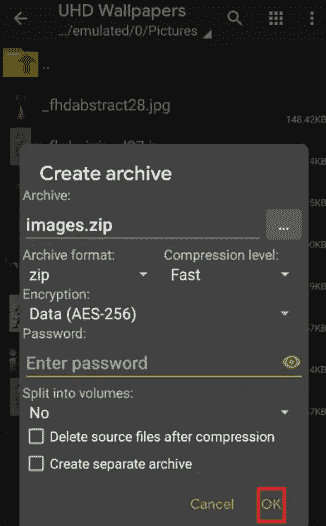 UHD Wallpapers
.../emulated/0/Pictures
..
_fhdabstract28.jpg
148.42KB
Create archive
Archive:
images.zip
...
Archive format:
Compression level:
zip
Fast
Encryption:
Data (AES-256)
Password:
Enter password
Split into volumes:
No
Delete source files after compression
Create separate archive
Cancel
OK